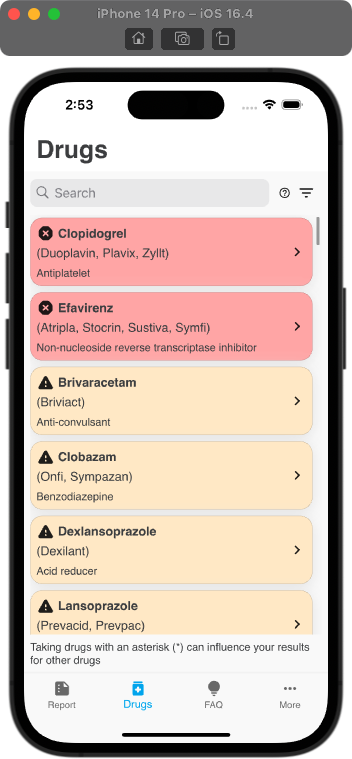 iPhone 14 Pro – iOS 16.4
2:53
Drugs
Search
Clopidogrel
(Duoplavin, Plavix, Zyllt)
Antiplatelet
Efavirenz
(Atripla, Stocrin, Sustiva, Symfi)
Non-nucleoside reverse transcriptase inhibitor
Brivaracetam
(Briviact)
Anti-convulsant
Clobazam
(Onfi, Sympazan)
Benzodiazepine
Dexlansoprazole
(Dexilant)
Acid reducer
Lansoprazole
(Prevacid, Prevpac)
Taking drugs with an asterisk (*) can influence your results
for other drugs
Report
Drugs
FAQ
More